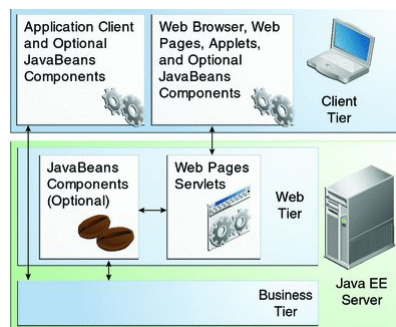 Application Client
and Optional
JavaBeans
Components
Web Browser, Web
Pages, Applets,
and Optional
JavaBeans
Components
Client
Tier
JavaBeans
Components
(Optional)
Web Pages
Servlets
Web
Tier
Java EE
Server
Business
Tier